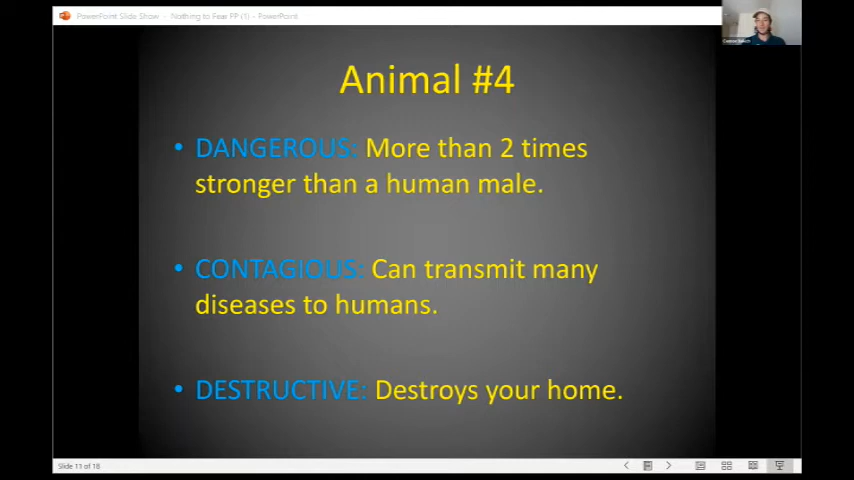 PowerPoint Slide Show - Nothing to Fear PP (1) - PowerPoint
Animal #4
• DANGEROUS: More than 2 times
stronger than a human male.
• CONTAGIOUS: Can transmit many
diseases to humans.
• DESTRUCTIVE: Destroys your home.
Slide 11 of 18